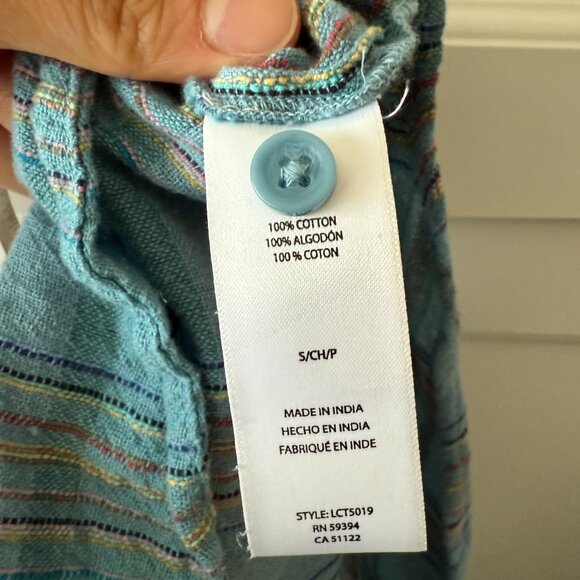 100% COTTON
100% ALGODÓN
100 % COTON
S/CH/P
MADE IN INDIA
HECHO EN INDIA
FABRIQUÉ EN INDE
STYLE: LCT5019
RN 59394
CA 51122